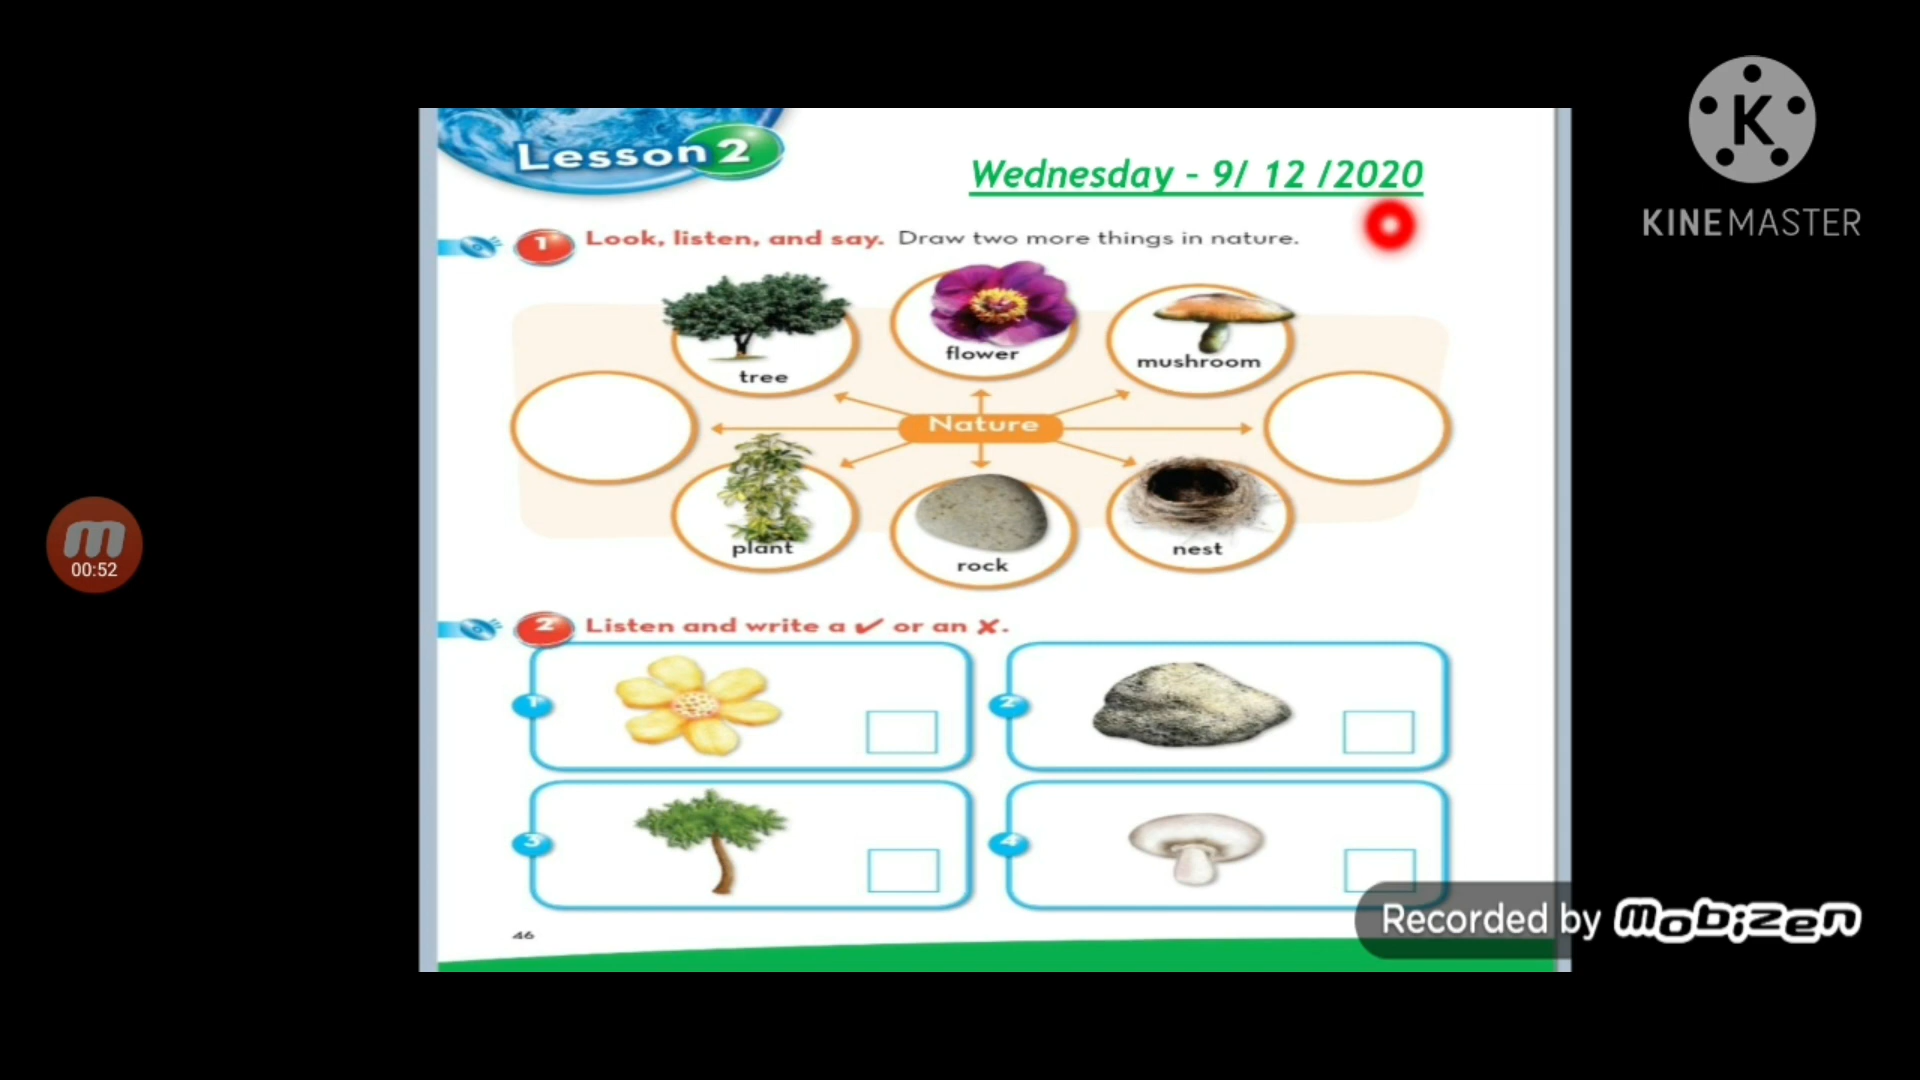 Lesson 2
Wednesday - 9/ 12 /2020
K
KINEMASTER
1 Look, listen, and say. Draw two more things in nature.
tree
flower
mushroom
Nature
plant
rock
nest
m
00:52
2 Listen and write a ✔ or an ✘.
1
2
3
4
46
Recorded by mobizen